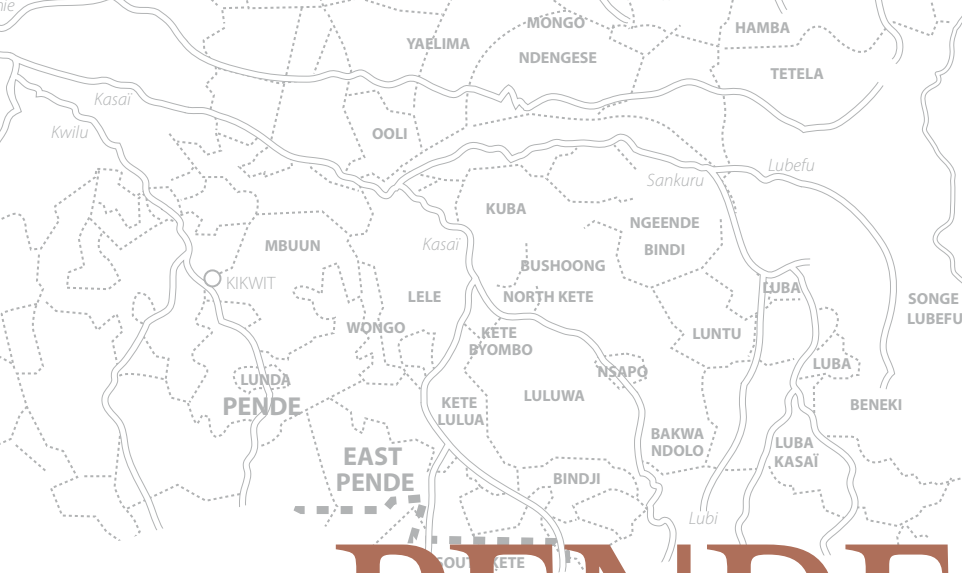 MONGO
HAMBA
YAELIMA
NDENGESE
TETELA
Kasaï
Kwilu
OOLI
Lubefu
Sankuru
KUBA
NGEENDE
MBUUN
Kasaï
BINDI
BUSHOONG
KIKWIT
LUBA
LELE
NORTH KETE
SONGE
LUBEFU
WONGO
KETE
BYOMBO
LUNTU
LUBA
NSAPO
LUNDA
PENDE
LULUWA
KETE
LULUA
BENEKI
BAKWA
NDOLO
LUBA
KASAÏ
EAST
PENDE
BINDJI
Lubi
PENDE
KETE